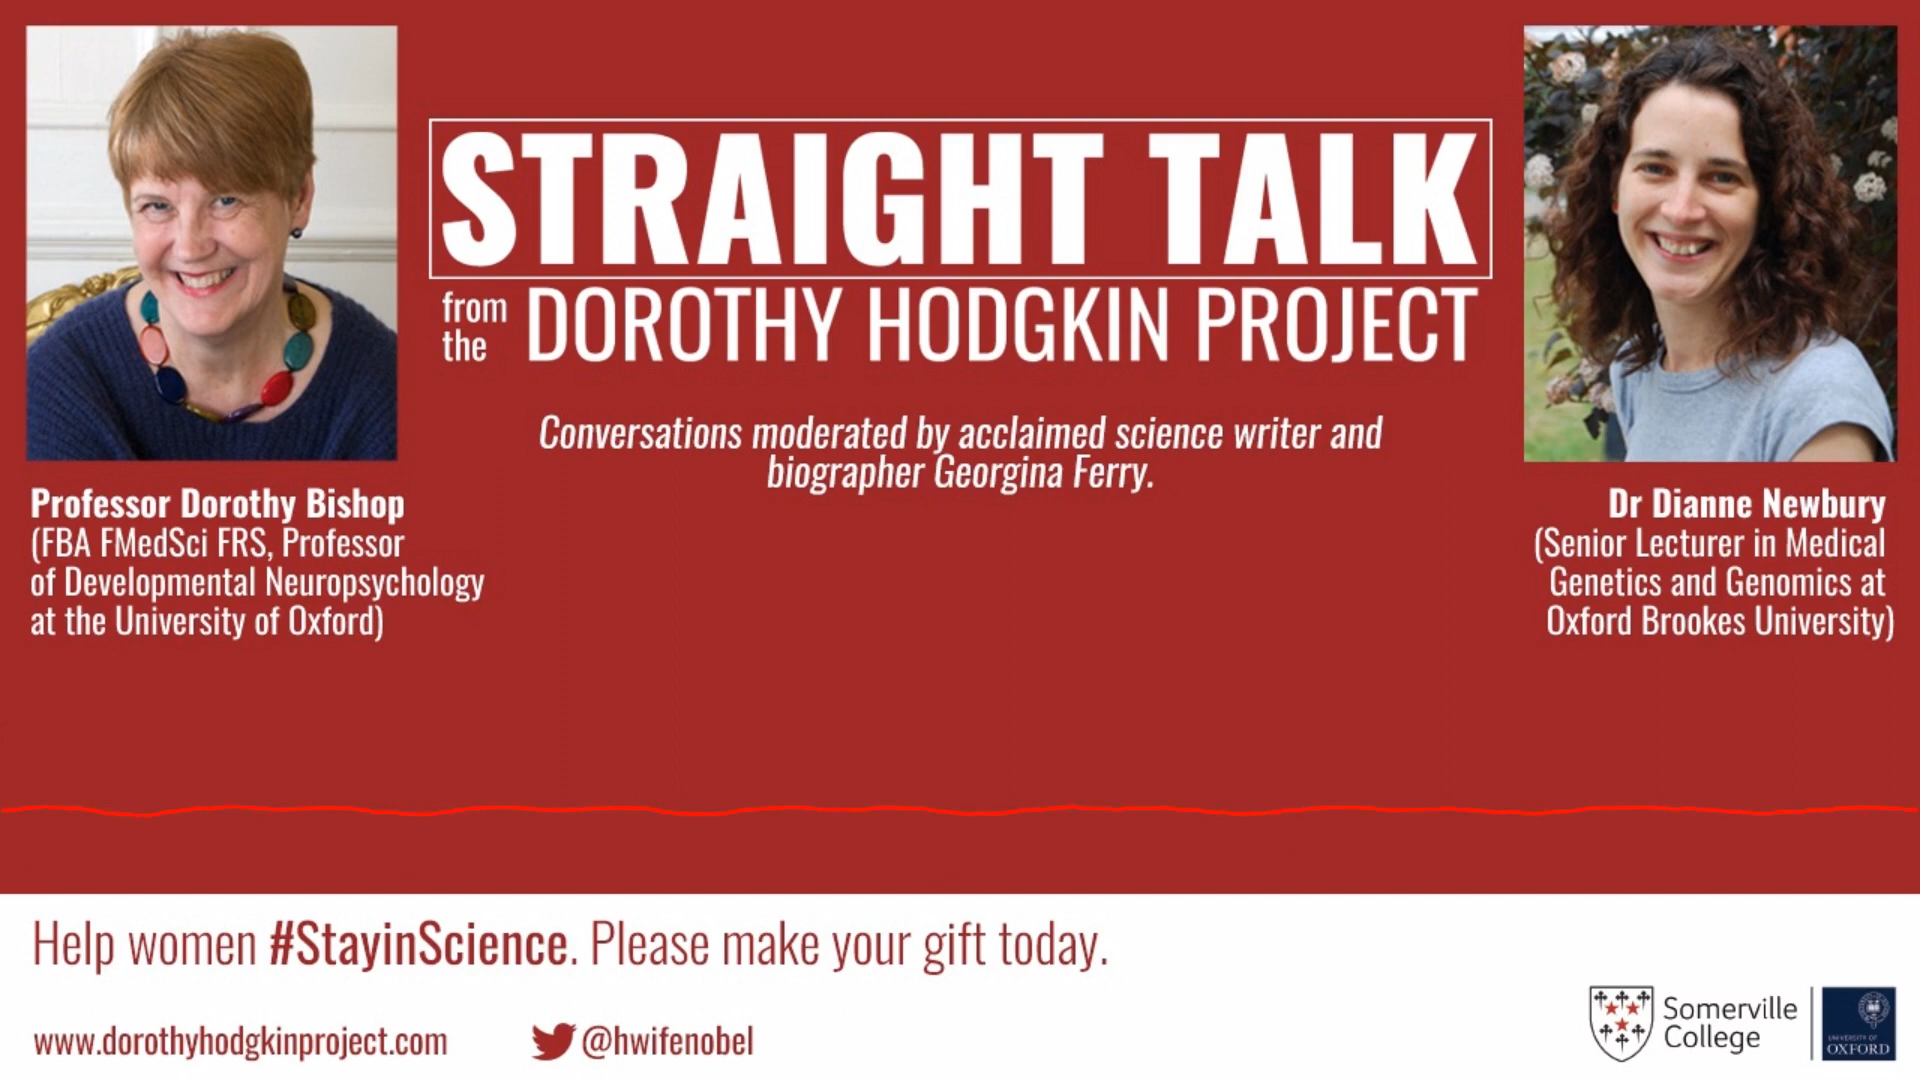 STRAIGHT TALK
from the DOROTHY HODGKIN PROJECT
Conversations moderated by acclaimed science writer and
biographer Georgina Ferry.
Professor Dorothy Bishop
(FBA FMedSci FRS, Professor
of Developmental Neuropsychology
at the University of Oxford)
Dr Dianne Newbury
(Senior Lecturer in Medical
Genetics and Genomics at
Oxford Brookes University)
Help women #StayinScience. Please make your gift today.
www.dorothyhodgkinproject.com
@hwifenobel
Somerville
College
UNIVERSITY OF
OXFORD